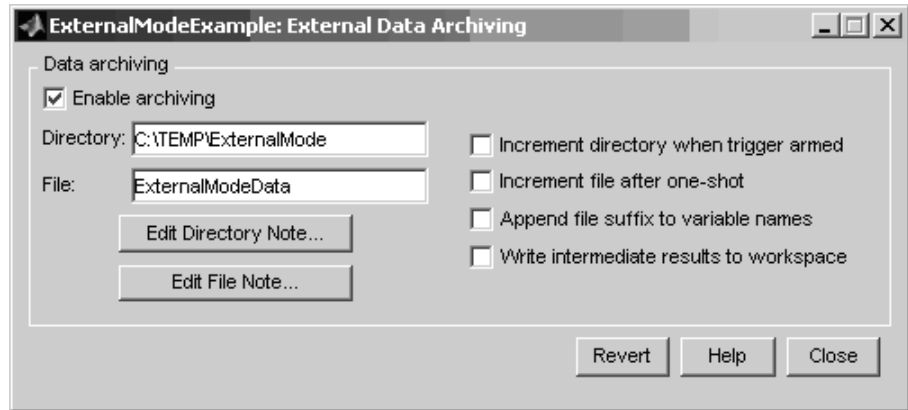 ExternalModeExample: External Data Archiving
Data archiving
Enable archiving
Directory: C:\TEMP\ExternalMode
File: ExternalModeData
Edit Directory Note...
Edit File Note...
Increment directory when trigger armed
Increment file after one-shot
Append file suffix to variable names
Write intermediate results to workspace
Revert Help Close